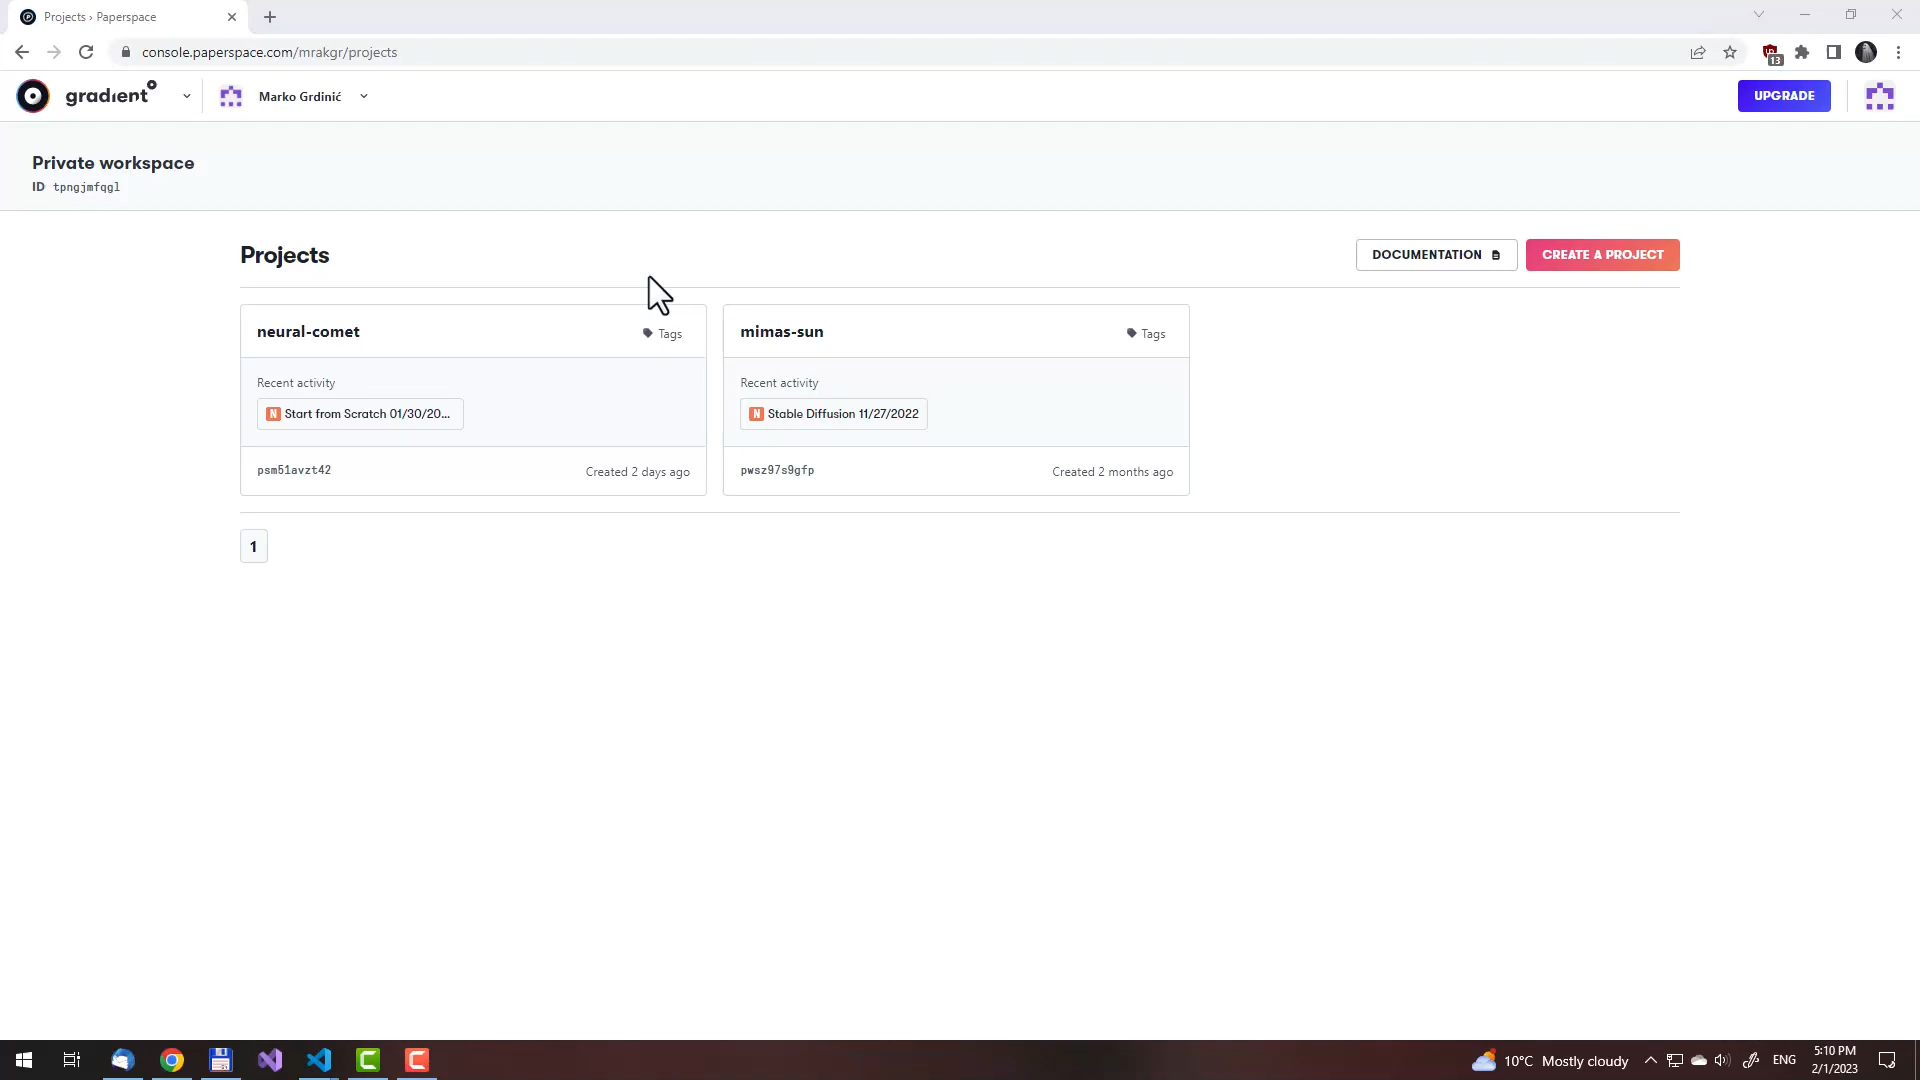 Projects › Paperspace
console.paperspace.com/mrakgr/projects
13
gradient
Marko Grdinić
UPGRADE
Private workspace
ID tpngjmfqgl
Projects
DOCUMENTATION
CREATE A PROJECT
neural-comet
Tags
Recent activity
N Start from Scratch 01/30/20...
psm51avzt42
Created 2 days ago
mimas-sun
Tags
Recent activity
N Stable Diffusion 11/27/2022
pwsz97s9gfp
Created 2 months ago
1
10°C Mostly cloudy
ENG
5:10 PM
2/1/2023